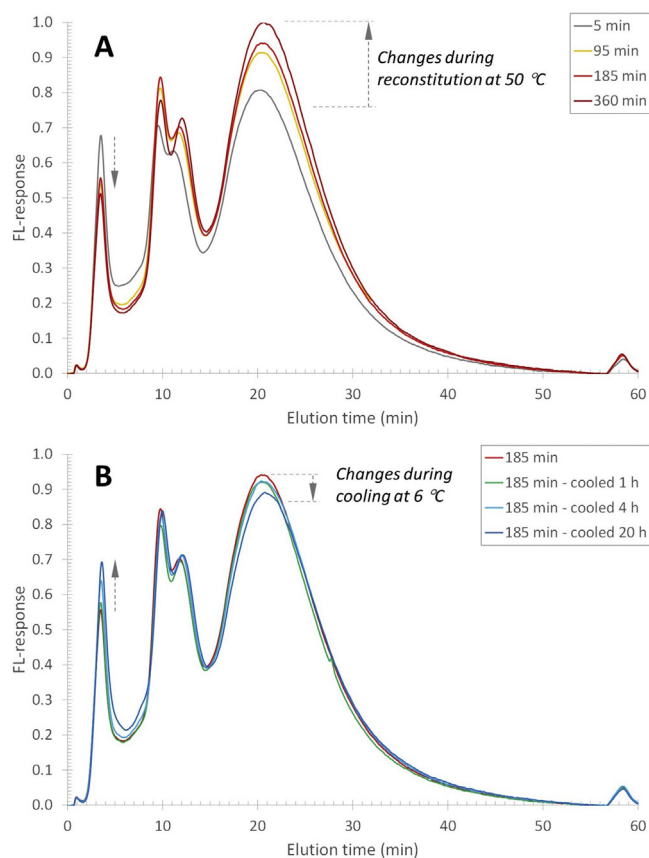 A
Changes during
reconstitution at 50 °C
5 min
95 min
185 min
360 min
FL-response
1.0
0.9
0.8
0.7
0.6
0.5
0.4
0.3
0.2
0.1
0.0
0 10 20 30 40 50 60
Elution time (min)
B
Changes during
cooling at 6 °C
185 min
185 min - cooled 1 h
185 min - cooled 4 h
185 min - cooled 20 h
FL-response
1.0
0.9
0.8
0.7
0.6
0.5
0.4
0.3
0.2
0.1
0.0
0 10 20 30 40 50 60
Elution time (min)